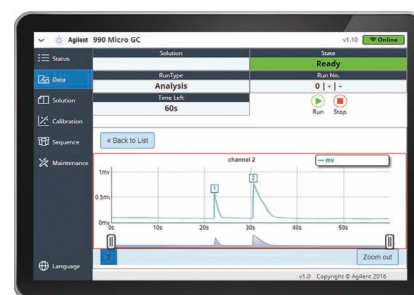 Agilent 990 Micro GC v1.10 Online
Status
Data
Solution
Calibration
Sequence
Maintenance
Language
Solution State
Ready
RunType Run No.
Analysis 0 | - | -
Time Left
60s
Run Stop
« Back to List
channel 2
mv
1mv
0.5mv
0mv
1
2
0s 10s 20s 30s 40s 50s
2
Zoom out
v1.0 Copyright © Agilent 2016